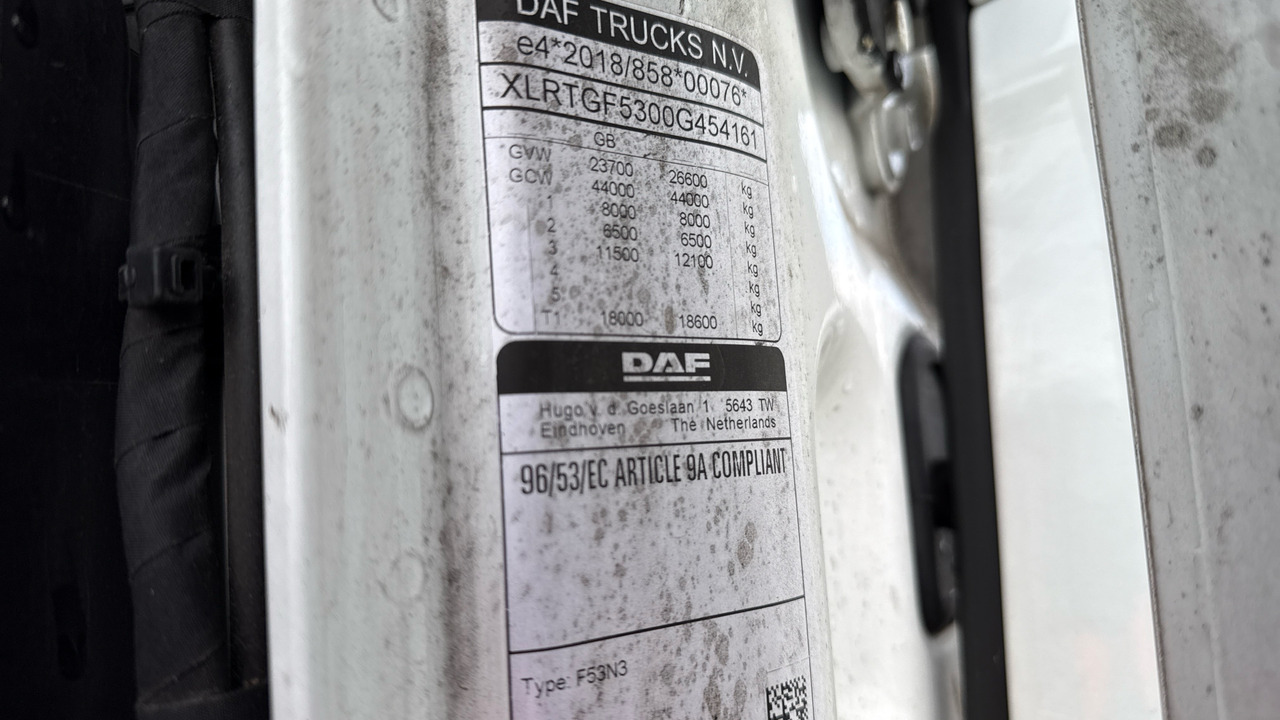 DAF TRUCKS N.V.
e4*2018/858*00076*
XLRTGF5300G454161
GB
GVW 23700 26600 kg
GCW 44000 44000 kg
1 8000 8000 kg
2 6500 6500 kg
3 11500 12100 kg
4 kg
5 kg
T1 18000 18600 kg
DAF
Hugo v. d. Goeslaan 1 5643 TW
Eindhoven The Netherlands
96/53/EC ARTICLE 9A COMPLIANT
Type: F53N3